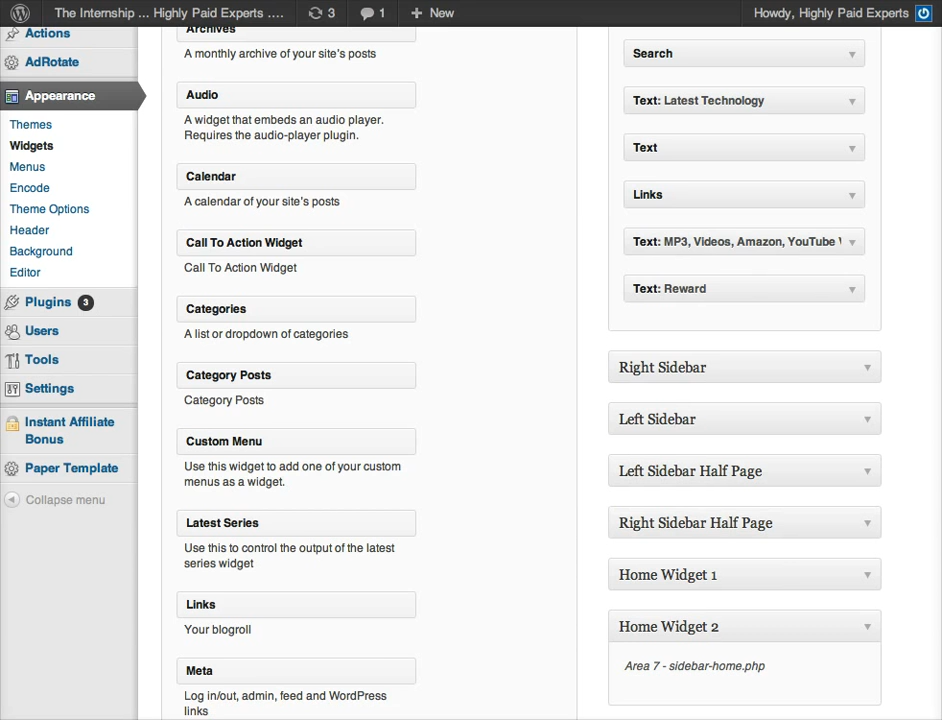 The Internship ... Highly Paid Experts .... 3 1 New Howdy, Highly Paid Experts
Actions
AdRotate
Appearance
Themes
Widgets
Menus
Encode
Theme Options
Header
Background
Editor
Plugins 3
Users
Tools
Settings
Instant Affiliate
Bonus
Paper Template
Collapse menu
Archives
A monthly archive of your site's posts
Audio
A widget that embeds an audio player.
Requires the audio-player plugin.
Calendar
A calendar of your site's posts
Call To Action Widget
Call To Action Widget
Categories
A list or dropdown of categories
Category Posts
Category Posts
Custom Menu
Use this widget to add one of your custom
menus as a widget.
Latest Series
Use this to control the output of the latest
series widget
Links
Your blogroll
Meta
Log in/out, admin, feed and WordPress
links
Search
Text: Latest Technology
Text
Links
Text: MP3, Videos, Amazon, YouTube
Text: Reward
Right Sidebar
Left Sidebar
Left Sidebar Half Page
Right Sidebar Half Page
Home Widget 1
Home Widget 2
Area 7 - sidebar-home.php